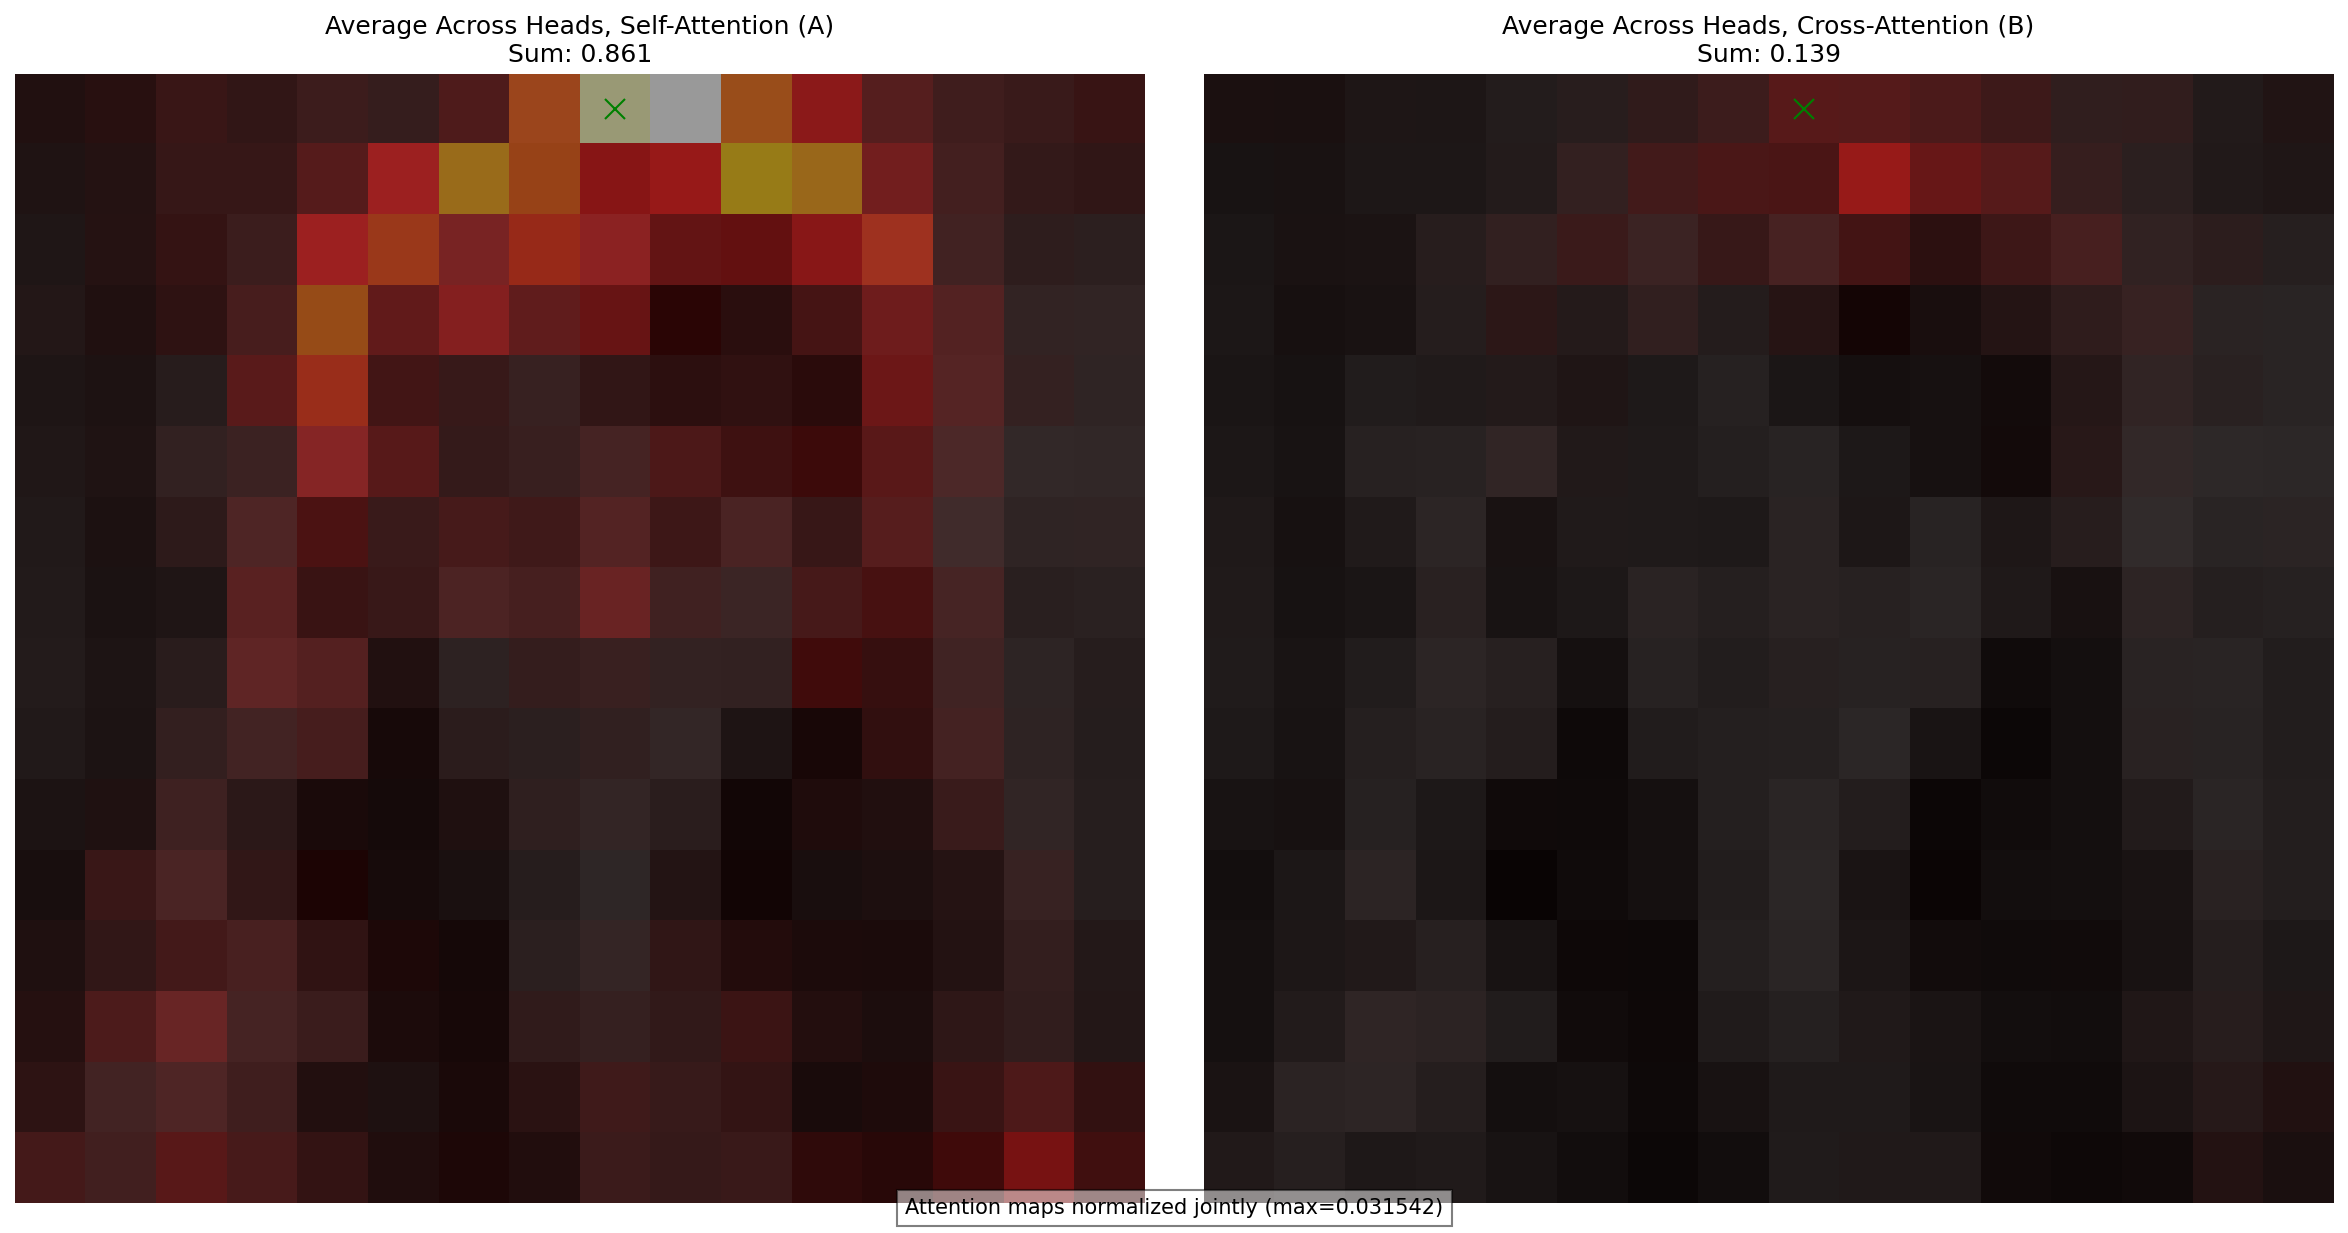 Average Across Heads, Self-Attention (A)
Sum: 0.861
Average Across Heads, Cross-Attention (B)
Sum: 0.139
Attention maps normalized jointly (max=0.031542)